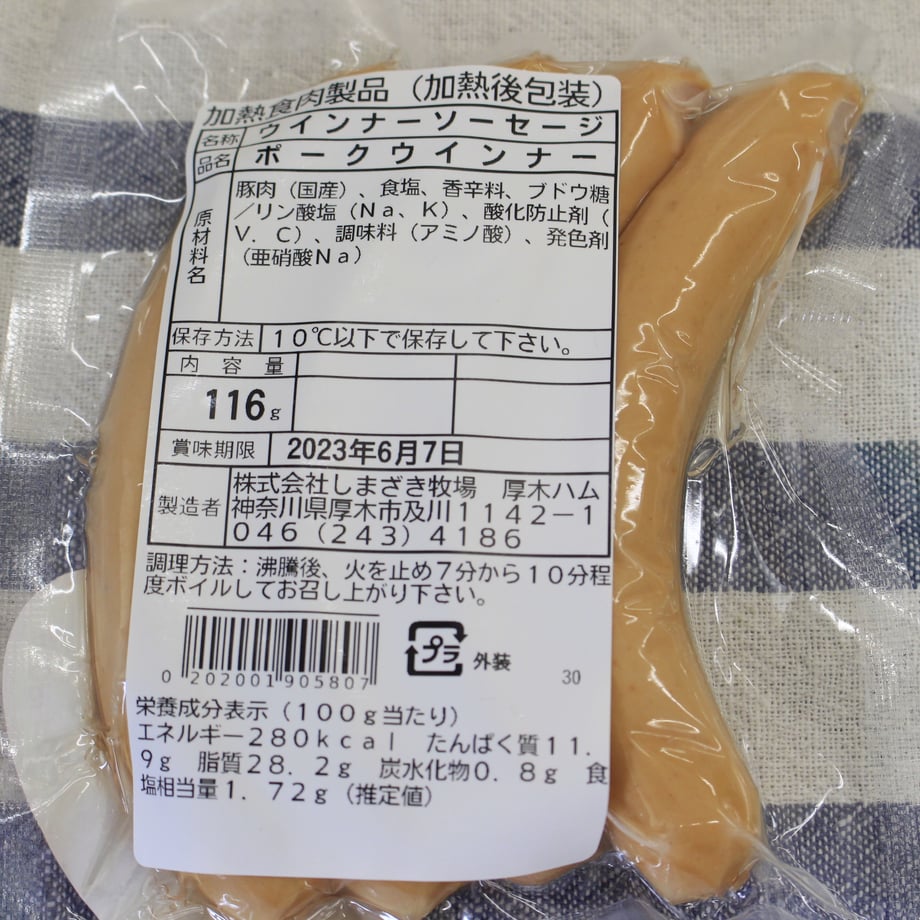 加熱食肉製品（加熱後包装）
名称 ウインナーソーセージ
品名 ポークウインナー
原材料名
豚肉（国産）、食塩、香辛料、ブドウ糖
／リン酸塩（Ｎａ、Ｋ）、酸化防止剤（
Ｖ．Ｃ）、調味料（アミノ酸）、発色剤
（亜硝酸Ｎａ）
保存方法 １０℃以下で保存して下さい。
内容量
116g
賞味期限 2023年6月7日
製造者
株式会社しまざき牧場　厚木ハム
神奈川県厚木市及川１１４２－１
０４６（２４３）４１８６
調理方法：沸騰後、火を止め７分から１０分程
度ボイルしてお召し上がり下さい。
プラ 外装
0 202001 905807
30
栄養成分表示（１００ｇ当たり）
エネルギー２８０ｋｃａｌ　たんぱく質１１．
９ｇ　脂質２８．２ｇ　炭水化物０．８ｇ　食
塩相当量１．７２ｇ（推定値）